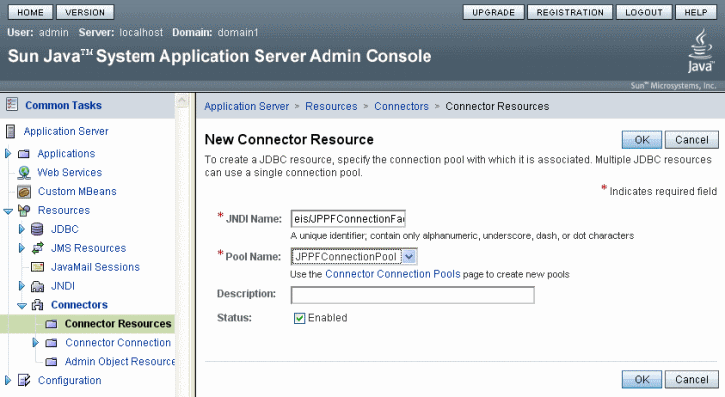 HOME VERSION UPGRADE REGISTRATION LOGOUT HELP
User: admin Server: localhost Domain: domain1
Sun Java™ System Application Server Admin Console
Java™
Sun™ Microsystems, Inc.
Common Tasks
Application Server
Applications
Web Services
Custom MBeans
Resources
JDBC
JMS Resources
JavaMail Sessions
JNDI
Connectors
Connector Resources
Connector Connection
Admin Object Resource
Configuration
Application Server > Resources > Connectors > Connector Resources
New Connector Resource
OK Cancel
To create a JDBC resource, specify the connection pool with which it is associated. Multiple JDBC resources
can use a single connection pool.
* Indicates required field
* JNDI Name: eis/JPPFConnectionFac
A unique identifier; contain only alphanumeric, underscore, dash, or dot characters
* Pool Name: JPPFConnectionPool
Use the Connector Connection Pools page to create new pools
Description:
Status: Enabled
OK Cancel